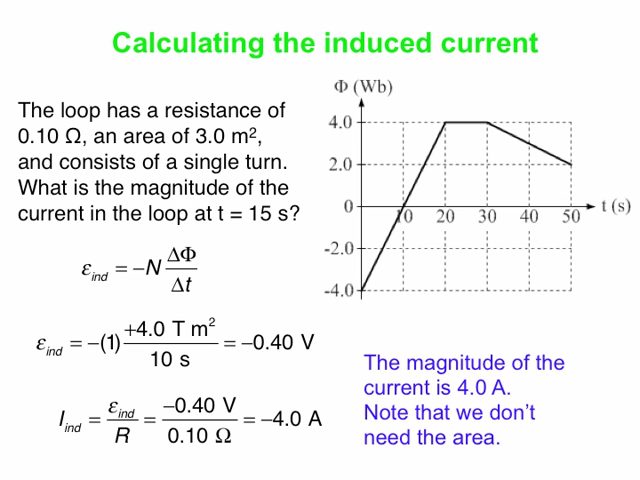 Calculating the induced current
The loop has a resistance of
0.10 Ω, an area of 3.0 m²,
and consists of a single turn.
What is the magnitude of the
current in the loop at t = 15 s?
ε_ind = −N ΔΦ/Δt
ε_ind = −(1) +4.0 T m²/10 s = −0.40 V
I_ind = ε_ind/R = −0.40 V/0.10 Ω = −4.0 A
Φ (Wb)
4.0
2.0
0
-2.0
-4.0
10 20 30 40 50 t (s)
The magnitude of the
current is 4.0 A.
Note that we don't
need the area.